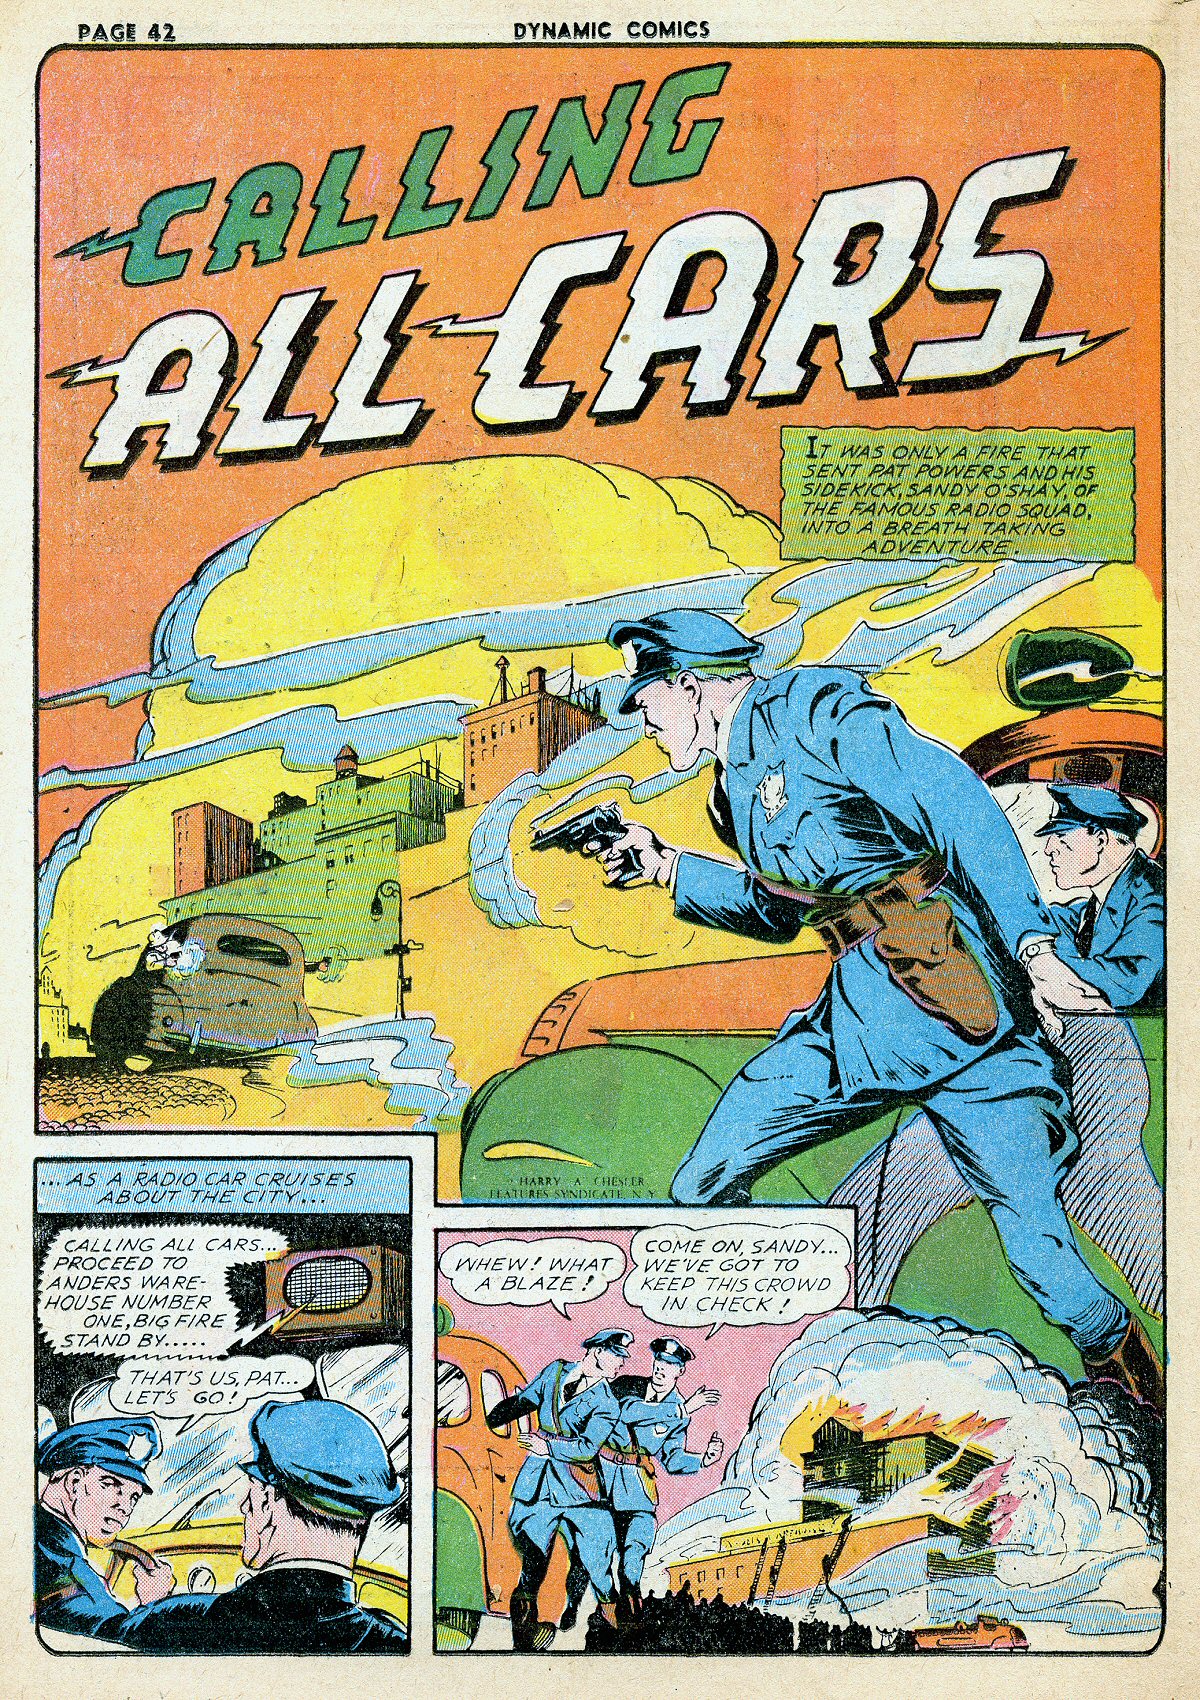 PAGE 42
DYNAMIC COMICS
CALLING
ALL CARS
IT WAS ONLY A FIRE THAT
SENT PAT POWERS AND HIS
SIDEKICK, SANDY O'SHAY, OF
THE FAMOUS RADIO SQUAD,
INTO A BREATH TAKING
ADVENTURE.
HARRY A CHESLER
FEATURES SYNDICATE, N.Y.
...AS A RADIO CAR CRUISES
ABOUT THE CITY...
CALLING ALL CARS...
PROCEED TO
ANDERS WARE-
HOUSE NUMBER
ONE, BIG FIRE
STAND BY.....
THAT'S US, PAT...
LET'S GO!
WHEW! WHAT
A BLAZE!
COME ON, SANDY...
WE'VE GOT TO
KEEP THIS CROWD
IN CHECK!